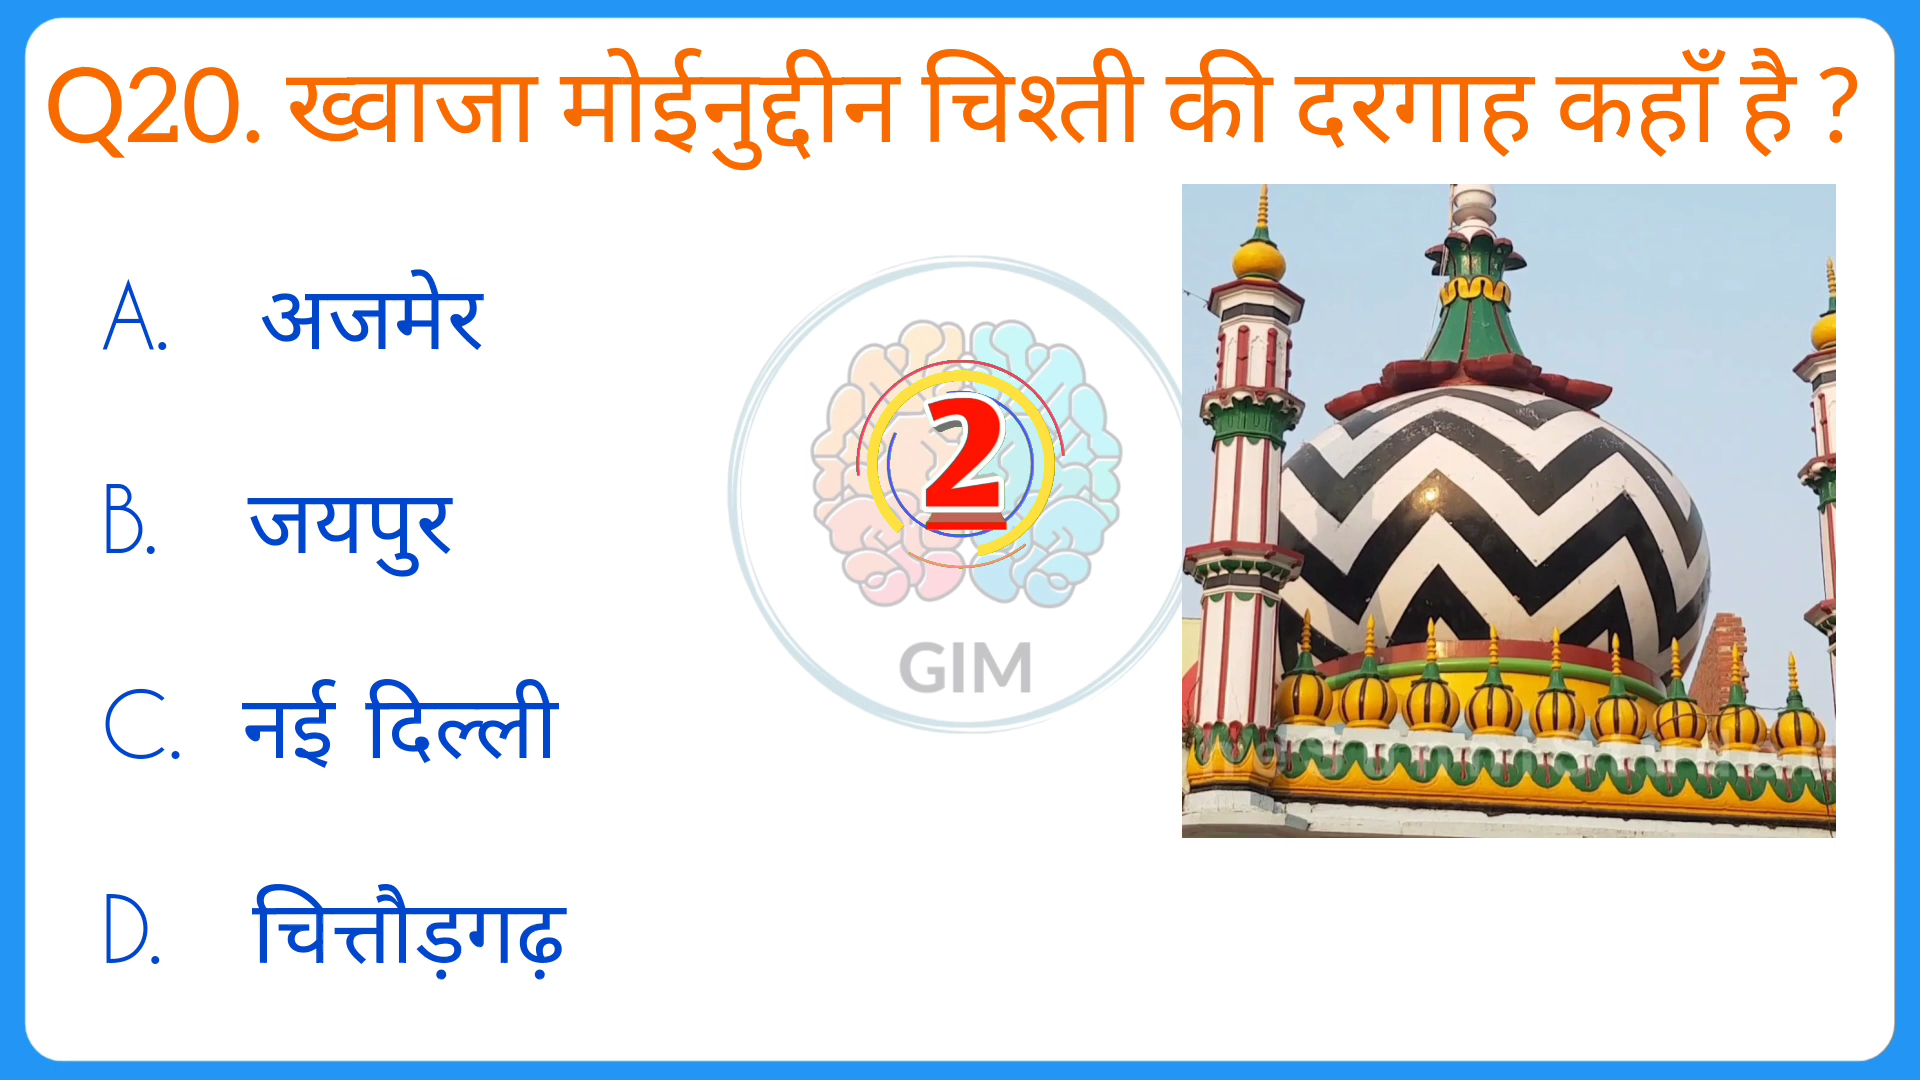 Q20. ख्वाजा मोईनुद्दीन चिश्ती की दरगाह कहाँ है ?
A. अजमेर
B. जयपुर
C. नई दिल्ली
D. चित्तौड़गढ़
2
GIM